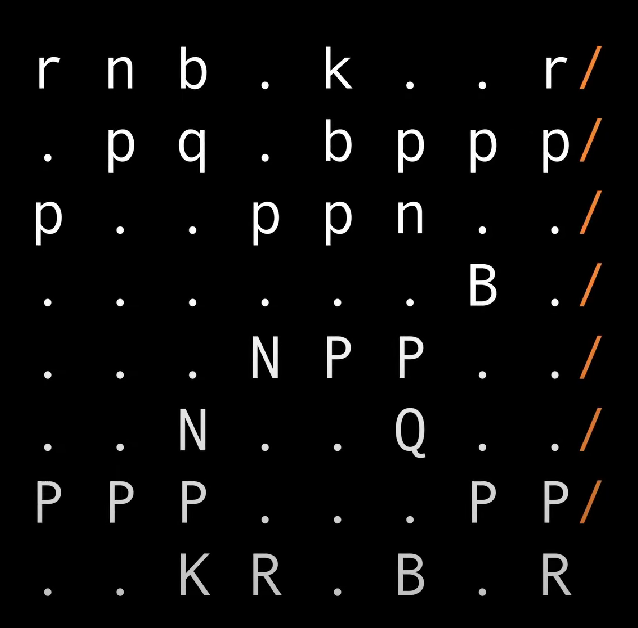 r n b . k . . r/
. p q . b p p p/
p . . p p n . . /
. . . . . . B . /
. . . N P P . . /
. . N . . Q . . /
P P P . . . P P/
. . K R . B . R